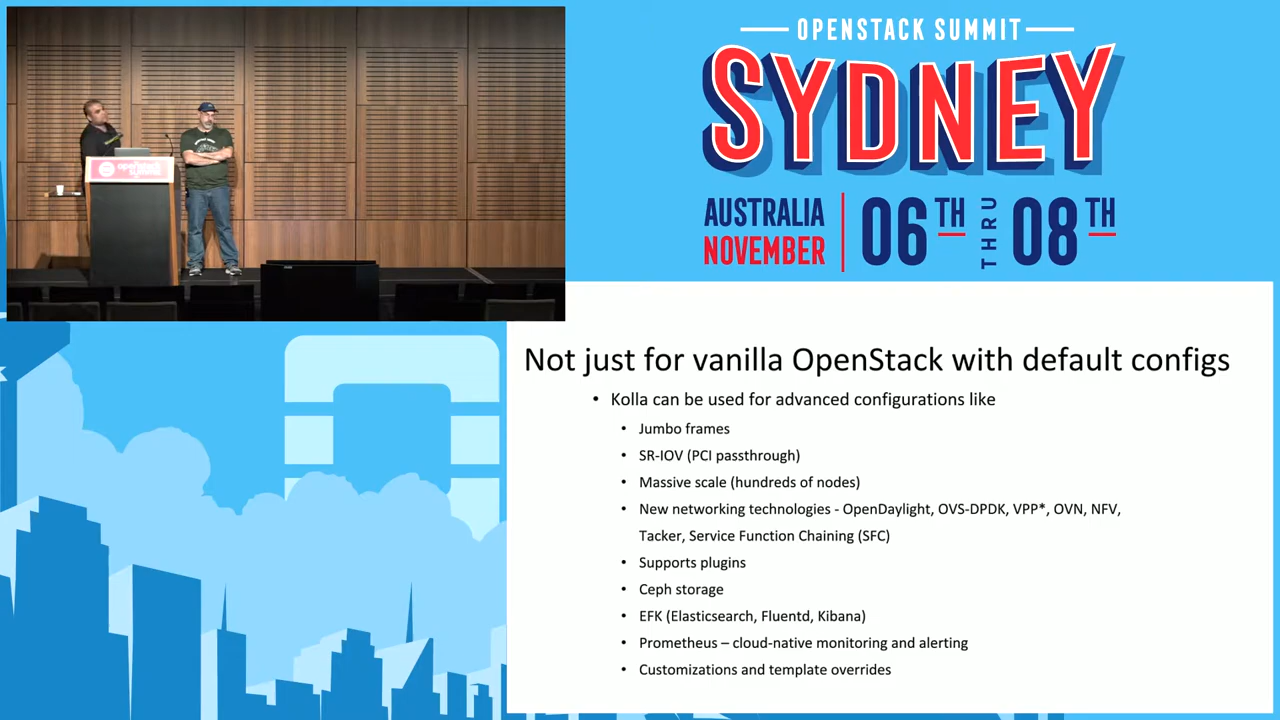 OPENSTACK SUMMIT
SYDNEY
AUSTRALIA
NOVEMBER
06TH THRU 08TH
Not just for vanilla OpenStack with default configs
• Kolla can be used for advanced configurations like
• Jumbo frames
• SR-IOV (PCI passthrough)
• Massive scale (hundreds of nodes)
• New networking technologies - OpenDaylight, OVS-DPDK, VPP*, OVN, NFV,
Tacker, Service Function Chaining (SFC)
• Supports plugins
• Ceph storage
• EFK (Elasticsearch, Fluentd, Kibana)
• Prometheus – cloud-native monitoring and alerting
• Customizations and template overrides